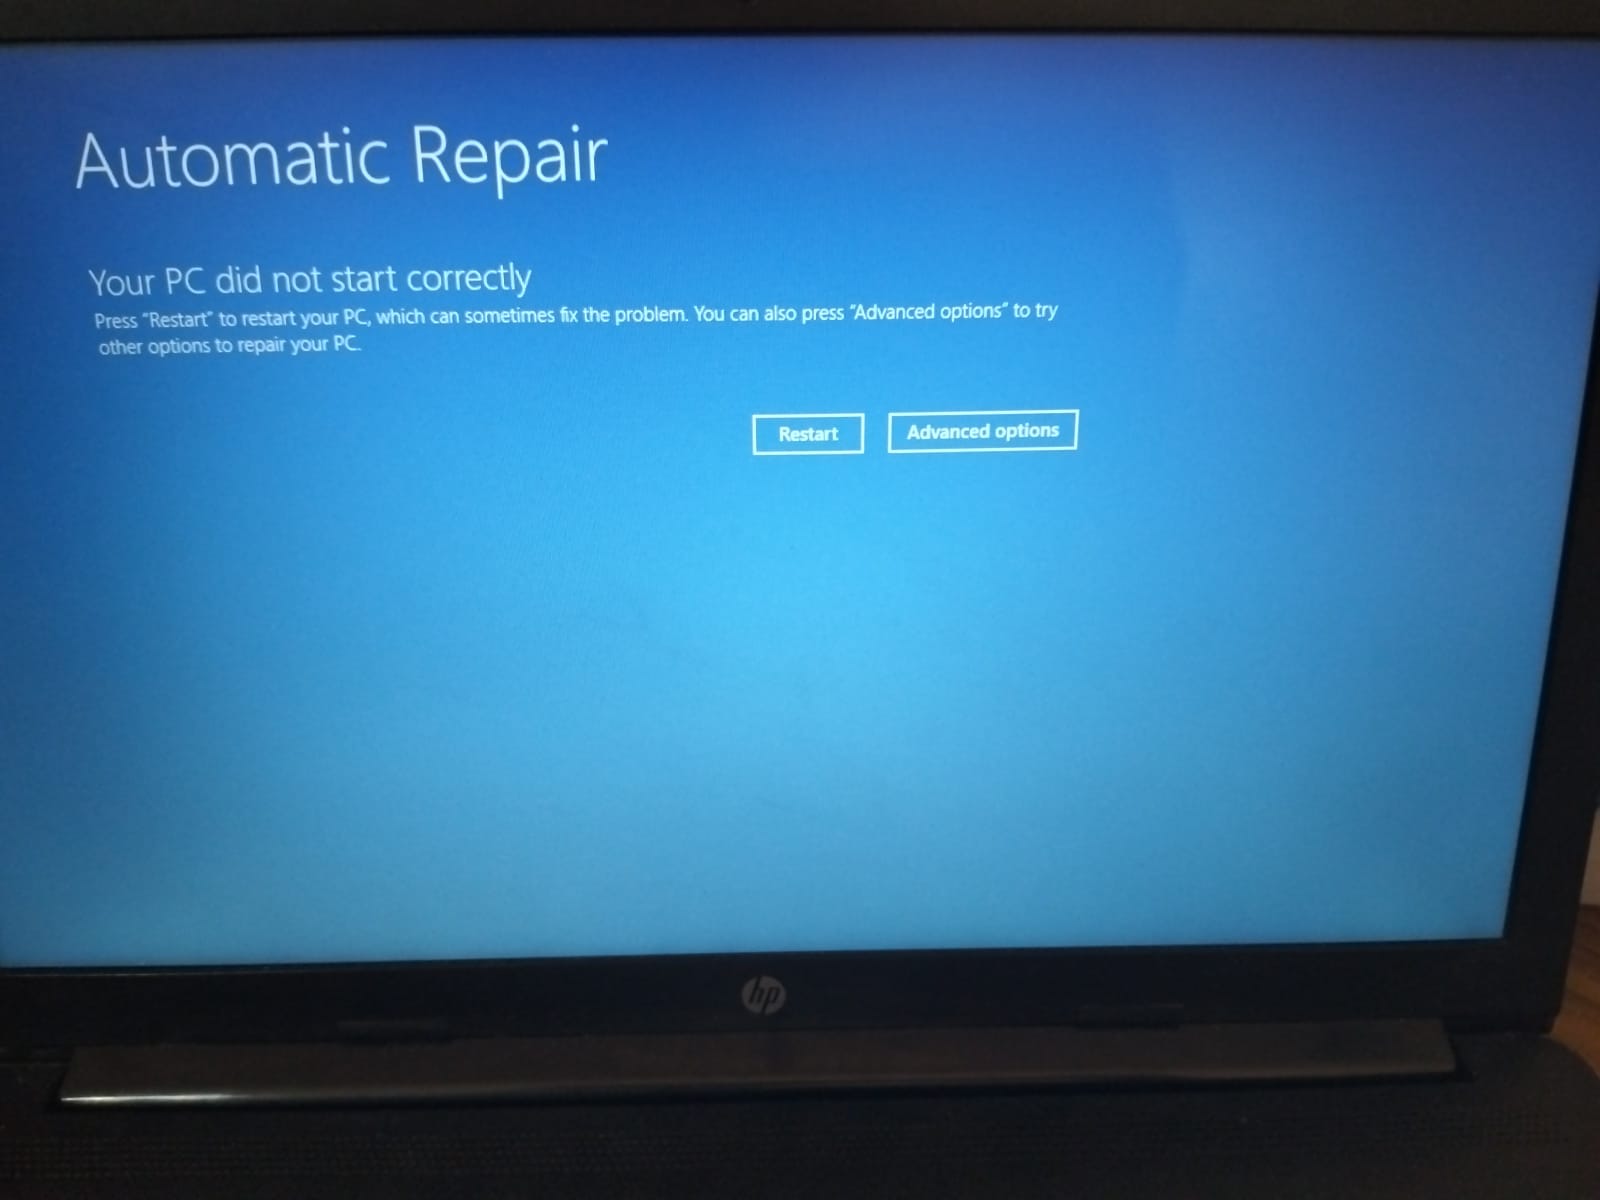 Automatic Repair
Your PC did not start correctly
Press “Restart” to restart your PC, which can sometimes fix the problem. You can also press “Advanced options” to try
other options to repair your PC.
Restart
Advanced options
hp